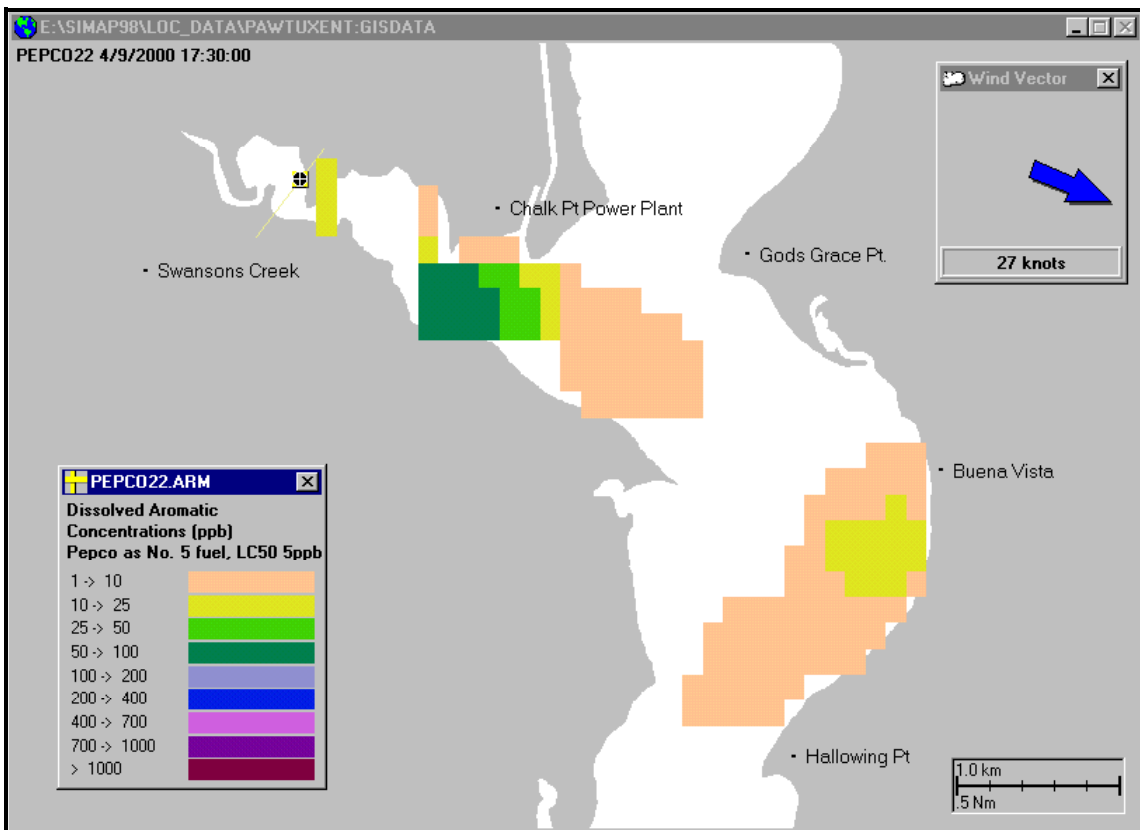 E:\SIMAP98\LOC_DATA\PAWTUXENT:GISDATA
PEPCO22 4/9/2000 17:30:00
Wind Vector
27 knots
Chalk Pt Power Plant
Gods Grace Pt.
Swansons Creek
Buena Vista
Hallowing Pt
PEPCO22.ARM
Dissolved Aromatic
Concentrations (ppb)
Pepco as No. 5 fuel, LC50 5ppb
1 -> 10
10 -> 25
25 -> 50
50 -> 100
100 -> 200
200 -> 400
400 -> 700
700 -> 1000
> 1000
1.0 km
.5 Nm